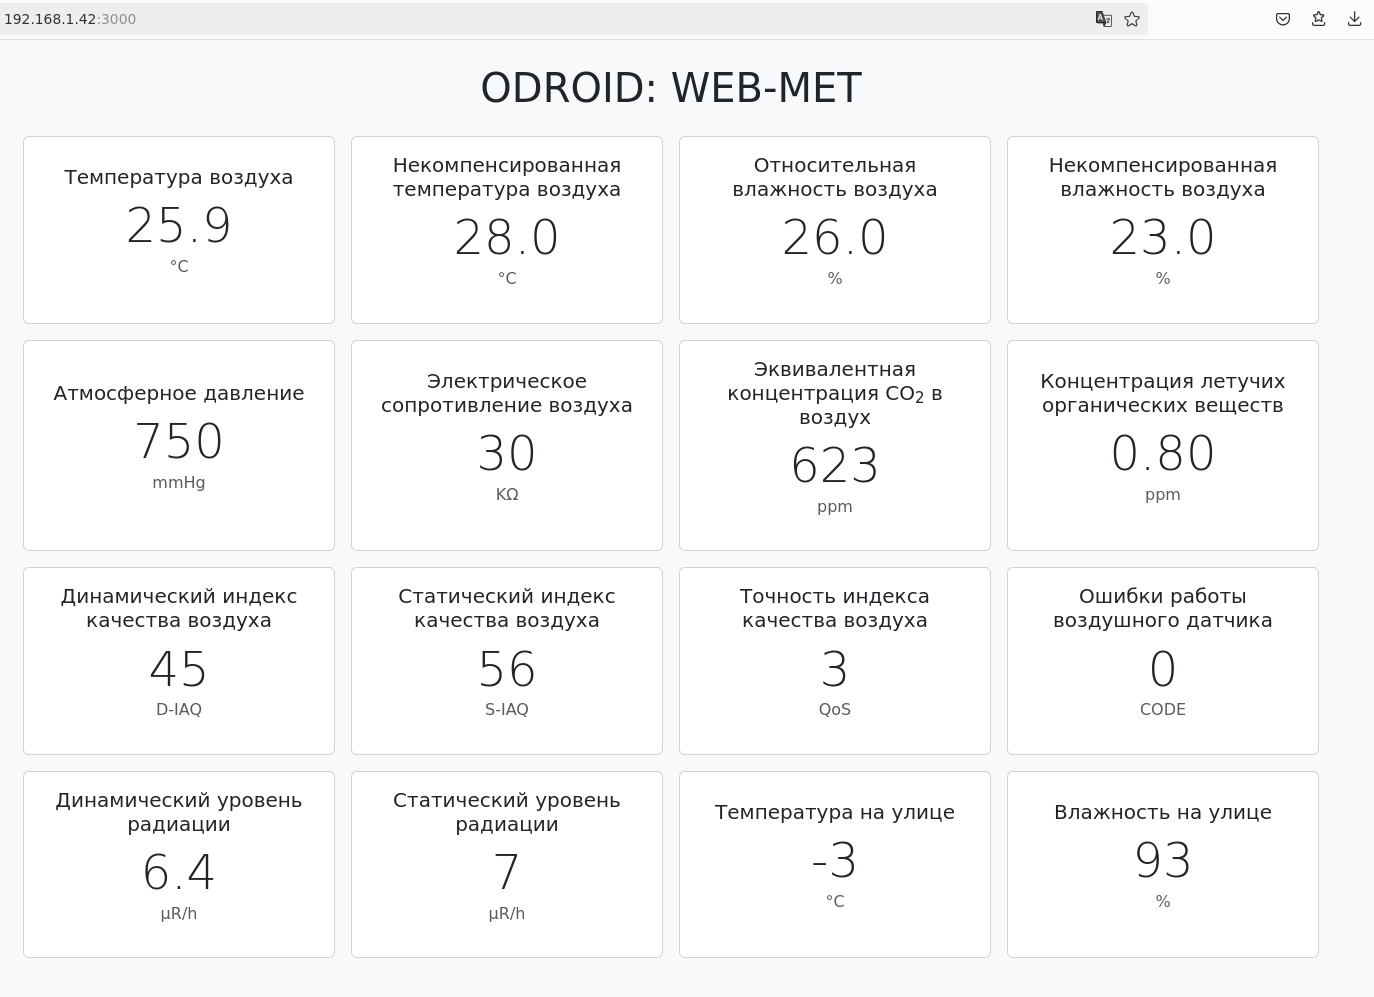 192.168.1.42:3000
ODROID: WEB-MET
Температура воздуха
25.9
°C
Некомпенсированная
температура воздуха
28.0
°C
Относительная
влажность воздуха
26.0
%
Некомпенсированная
влажность воздуха
23.0
%
Атмосферное давление
750
mmHg
Электрическое
сопротивление воздуха
30
KΩ
Эквивалентная
концентрация CO₂ в
воздух
623
ppm
Концентрация летучих
органических веществ
0.80
ppm
Динамический индекс
качества воздуха
45
D-IAQ
Статический индекс
качества воздуха
56
S-IAQ
Точность индекса
качества воздуха
3
QoS
Ошибки работы
воздушного датчика
0
CODE
Динамический уровень
радиации
6.4
μR/h
Статический уровень
радиации
7
μR/h
Температура на улице
-3
°C
Влажность на улице
93
%